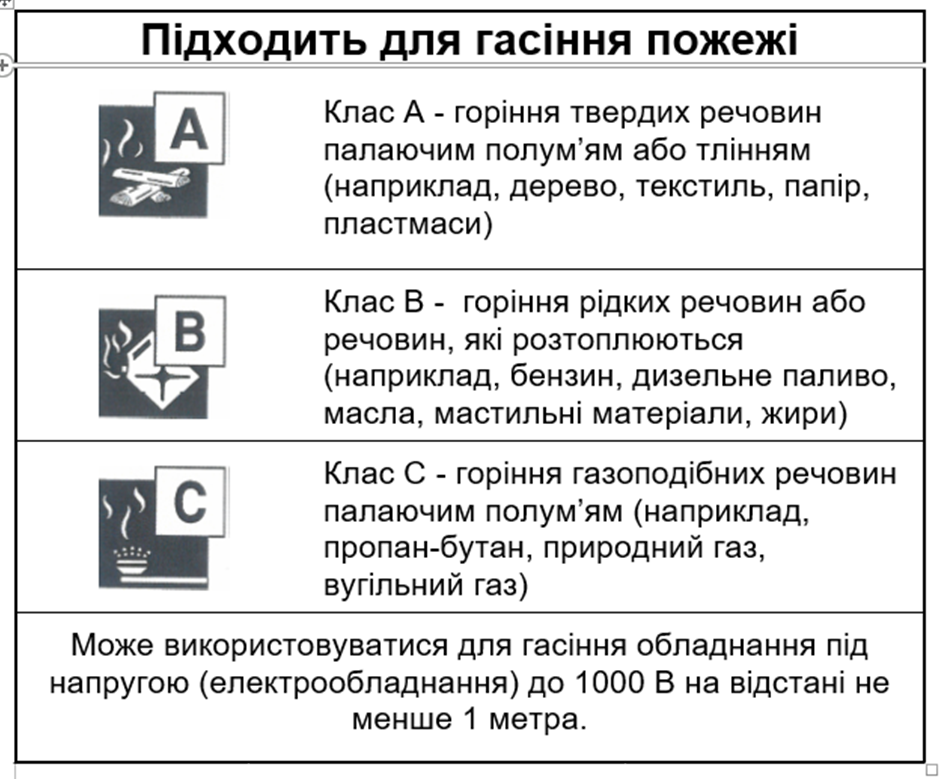 Підходить для гасіння пожежі
A
Клас А - горіння твердих речовин
палаючим полум’ям або тлінням
(наприклад, дерево, текстиль, папір,
пластмаси)
B
Клас В -  горіння рідких речовин або
речовин, які розтоплюються
(наприклад, бензин, дизельне паливо,
масла, мастильні матеріали, жири)
C
Клас С - горіння газоподібних речовин
палаючим полум’ям (наприклад,
пропан-бутан, природний газ,
вугільний газ)
Може використовуватися для гасіння обладнання під
напругою (електрообладнання) до 1000 В на відстані не
менше 1 метра.